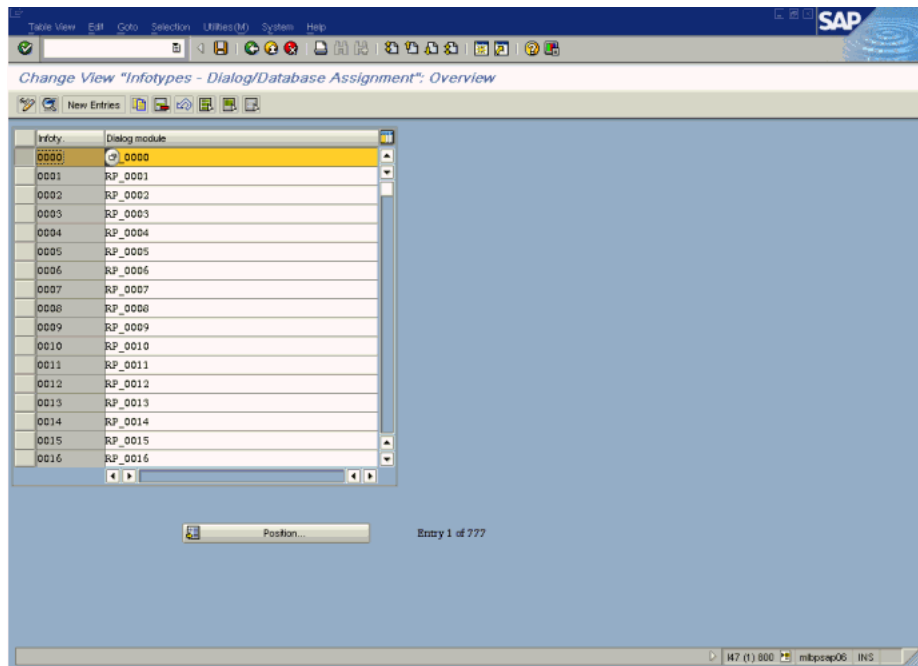 Table View Edit Goto Selection Utilities(M) System Help
SAP
Change View "Infotypes - Dialog/Database Assignment": Overview
New Entries
Infoty. Dialog module
0000 _0000
0001 RP_0001
0002 RP_0002
0003 RP_0003
0004 RP_0004
0005 RP_0005
0006 RP_0006
0007 RP_0007
0008 RP_0008
0009 RP_0009
0010 RP_0010
0011 RP_0011
0012 RP_0012
0013 RP_0013
0014 RP_0014
0015 RP_0015
0016 RP_0016
Position... Entry 1 of 777
I47 (1) 800 mibpsap06 INS